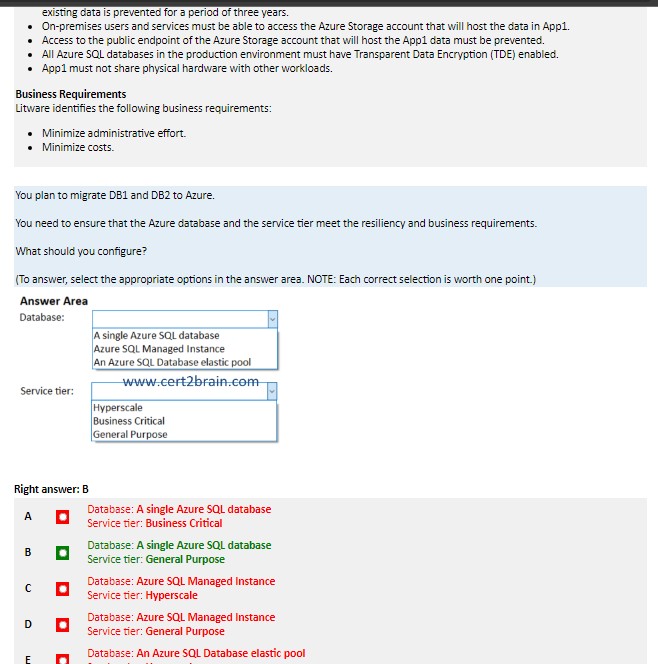 existing data is prevented for a period of three years.
• On-premises users and services must be able to access the Azure Storage account that will host the data in App1.
• Access to the public endpoint of the Azure Storage account that will host the App1 data must be prevented.
• All Azure SQL databases in the production environment must have Transparent Data Encryption (TDE) enabled.
• App1 must not share physical hardware with other workloads.
Business Requirements
Litware identifies the following business requirements:
• Minimize administrative effort.
• Minimize costs.
You plan to migrate DB1 and DB2 to Azure.
You need to ensure that the Azure database and the service tier meet the resiliency and business requirements.
What should you configure?
(To answer, select the appropriate options in the answer area. NOTE: Each correct selection is worth one point.)
Answer Area
Database:
A single Azure SQL database
Azure SQL Managed Instance
An Azure SQL Database elastic pool
www.cert2brain.com
Service tier:
Hyperscale
Business Critical
General Purpose
Right answer: B
A
Database: A single Azure SQL database
Service tier: Business Critical
B
Database: A single Azure SQL database
Service tier: General Purpose
C
Database: Azure SQL Managed Instance
Service tier: Hyperscale
D
Database: Azure SQL Managed Instance
Service tier: General Purpose
E
Database: An Azure SQL Database elastic pool